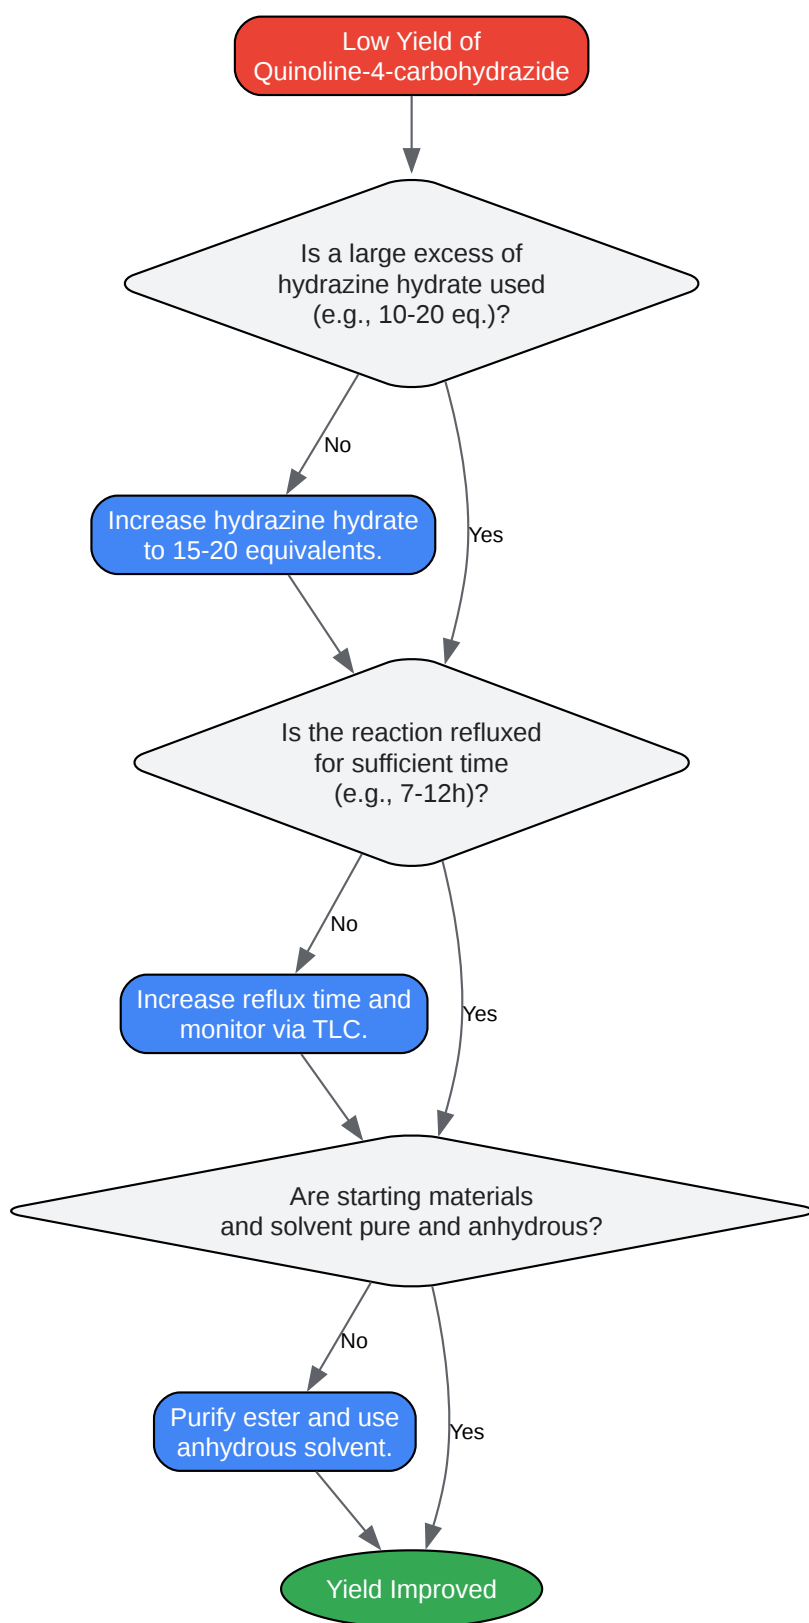 Low Yield of
Quinoline-4-carbohydrazide
Is a large excess of
hydrazine hydrate used
(e.g., 10-20 eq.)?
No
Yes
Increase hydrazine hydrate
to 15-20 equivalents.
Is the reaction refluxed
for sufficient time
(e.g., 7-12h)?
No
Yes
Increase reflux time and
monitor via TLC.
Are starting materials
and solvent pure and anhydrous?
No
Yes
Purify ester and use
anhydrous solvent.
Yield Improved